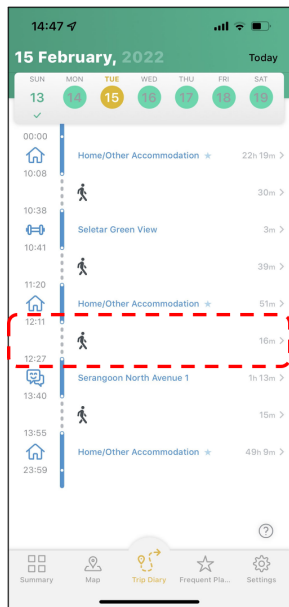 14:47
15 February, 2022 Today
SUN MON TUE WED THU FRI SAT
13 14 15 16 17 18 19
00:00
Home/Other Accommodation 22h 19m
10:08
30m
10:38
Seletar Green View 3m
10:41
39m
11:20
Home/Other Accommodation 51m
12:11
16m
12:27
Serangoon North Avenue 1 1h 13m
13:40
15m
13:55
Home/Other Accommodation 49h 9m
23:59
?
Summary Map Trip Diary Frequent Pla... Settings